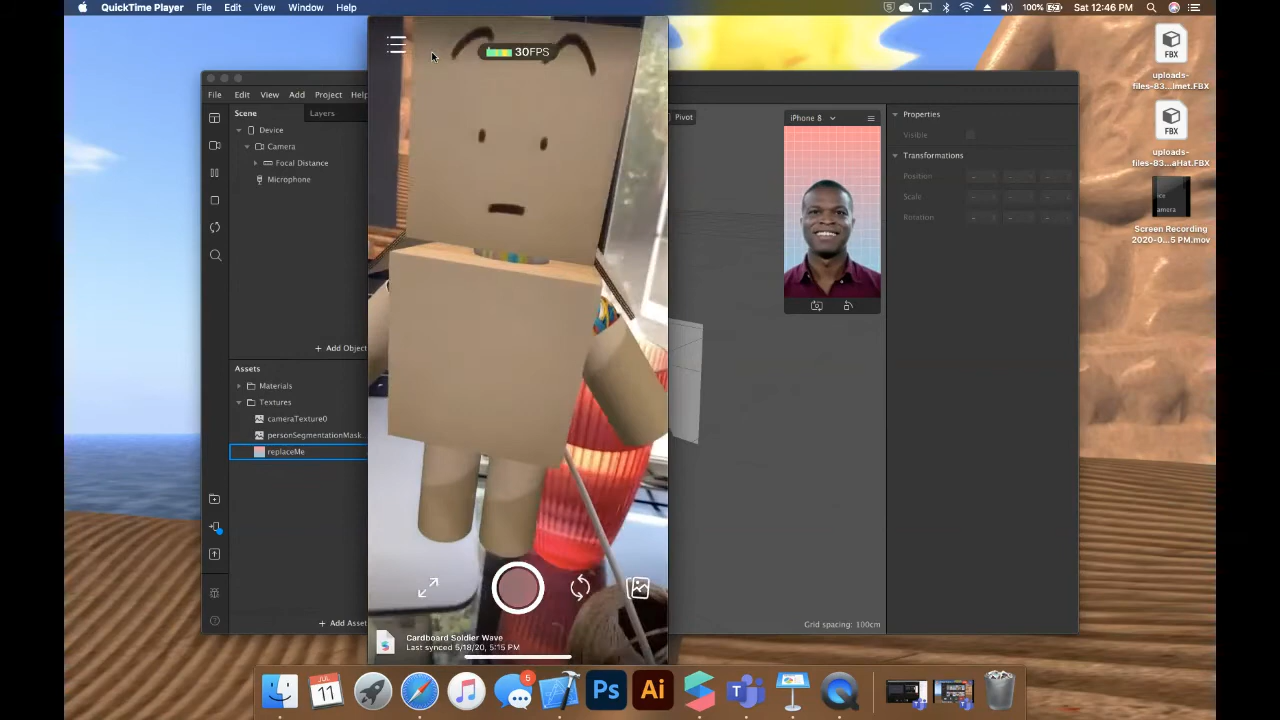 QuickTime Player File Edit View Window Help
100% Sat 12:46 PM
30FPS
File Edit View Add Project Help
Scene Layers
Device
Camera
Focal Distance
Microphone
+ Add Object
Assets
Materials
Textures
cameraTexture0
personSegmentationMask...
replaceMe
+ Add Asset
Cardboard Soldier Wave
Last synced 5/18/20, 5:15 PM
Pivot
iPhone 8
Grid spacing: 100cm
Properties
Visible
Transformations
Position
Scale
Rotation
FBX
uploads-
files-83...lmet.FBX
FBX
uploads-
files-83...aHat.FBX
Screen Recording
2020-0...5 PM.mov
JUL
11
5
Ps
Ai